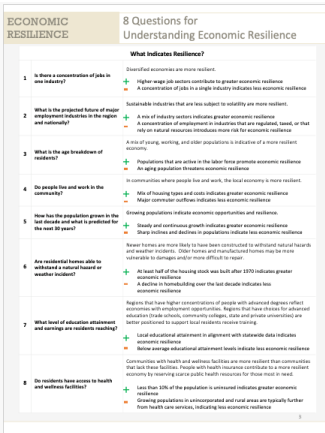 ECONOMIC
RESILIENCE
8 Questions for
Understanding Economic Resilience
What Indicates Resilience?
1
Is there a concentration of jobs in
one industry?
Diversified economies are more resilient.
+ Higher-wage job sectors contribute to greater economic resilience
- A concentration of jobs in a single industry indicates less economic resilience
2
What is the projected future of major
employment industries in the region
and nationally?
Sustainable industries that are less subject to volatility are more resilient.
+ A mix of industry sectors indicates greater economic resilience
- A concentration of employment in industries that are regulated, taxed, or that
rely on natural resources introduces more risk for economic resilience
3
What is the age breakdown of
residents?
A mix of young, working, and older populations is indicative of a more resilient
economy.
+ Populations that are active in the labor force promote economic resilience
- An aging population threatens economic resilience
4
Do people live and work in the
community?
In communities where people live and work, the local economy is more resilient.
+ Mix of housing types and costs indicates greater economic resilience
- Major commuter outflows indicates less economic resilience
5
How has the population grown in the
last decade and what is predicted for
the next 30 years?
Growing populations indicate economic opportunities and resilience.
+ Steady and continuous growth indicates greater economic resilience
- Sharp inclines and declines in populations indicate less economic resilience
6
Are residential homes able to
withstand a natural hazard or
weather incident?
Newer homes are more likely to have been constructed to withstand natural hazards
and weather incidents. Older homes and manufactured homes may be more
vulnerable to damages and/or more difficult to repair.
+ At least half of the housing stock was built after 1970 indicates greater
economic resilience
- A decline in homebuilding over the last decade indicates less
economic resilience
7
What level of education attainment
and earnings are residents reaching?
Regions that have higher concentrations of people with advanced degrees reflect
economies with employment opportunities. Regions that have choices for advanced
education (trade schools, community colleges, state and private universities) are
better positioned to support local residents receive training.
+ Local educational attainment in alignment with statewide data indicates
economic resilience
- Below average educational attainment levels indicate less economic resilience
8
Do residents have access to health
and wellness facilities?
Communities with health and wellness facilities are more resilient than communities
that lack these facilities. People with health insurance contribute to a more resilient
economy by reserving scarce public health resources for those most in need.
+ Less than 10% of the population is uninsured indicates greater economic
resilience
- Growing populations in unincorporated and rural areas are typically further
from health care services, indicating less economic resilience